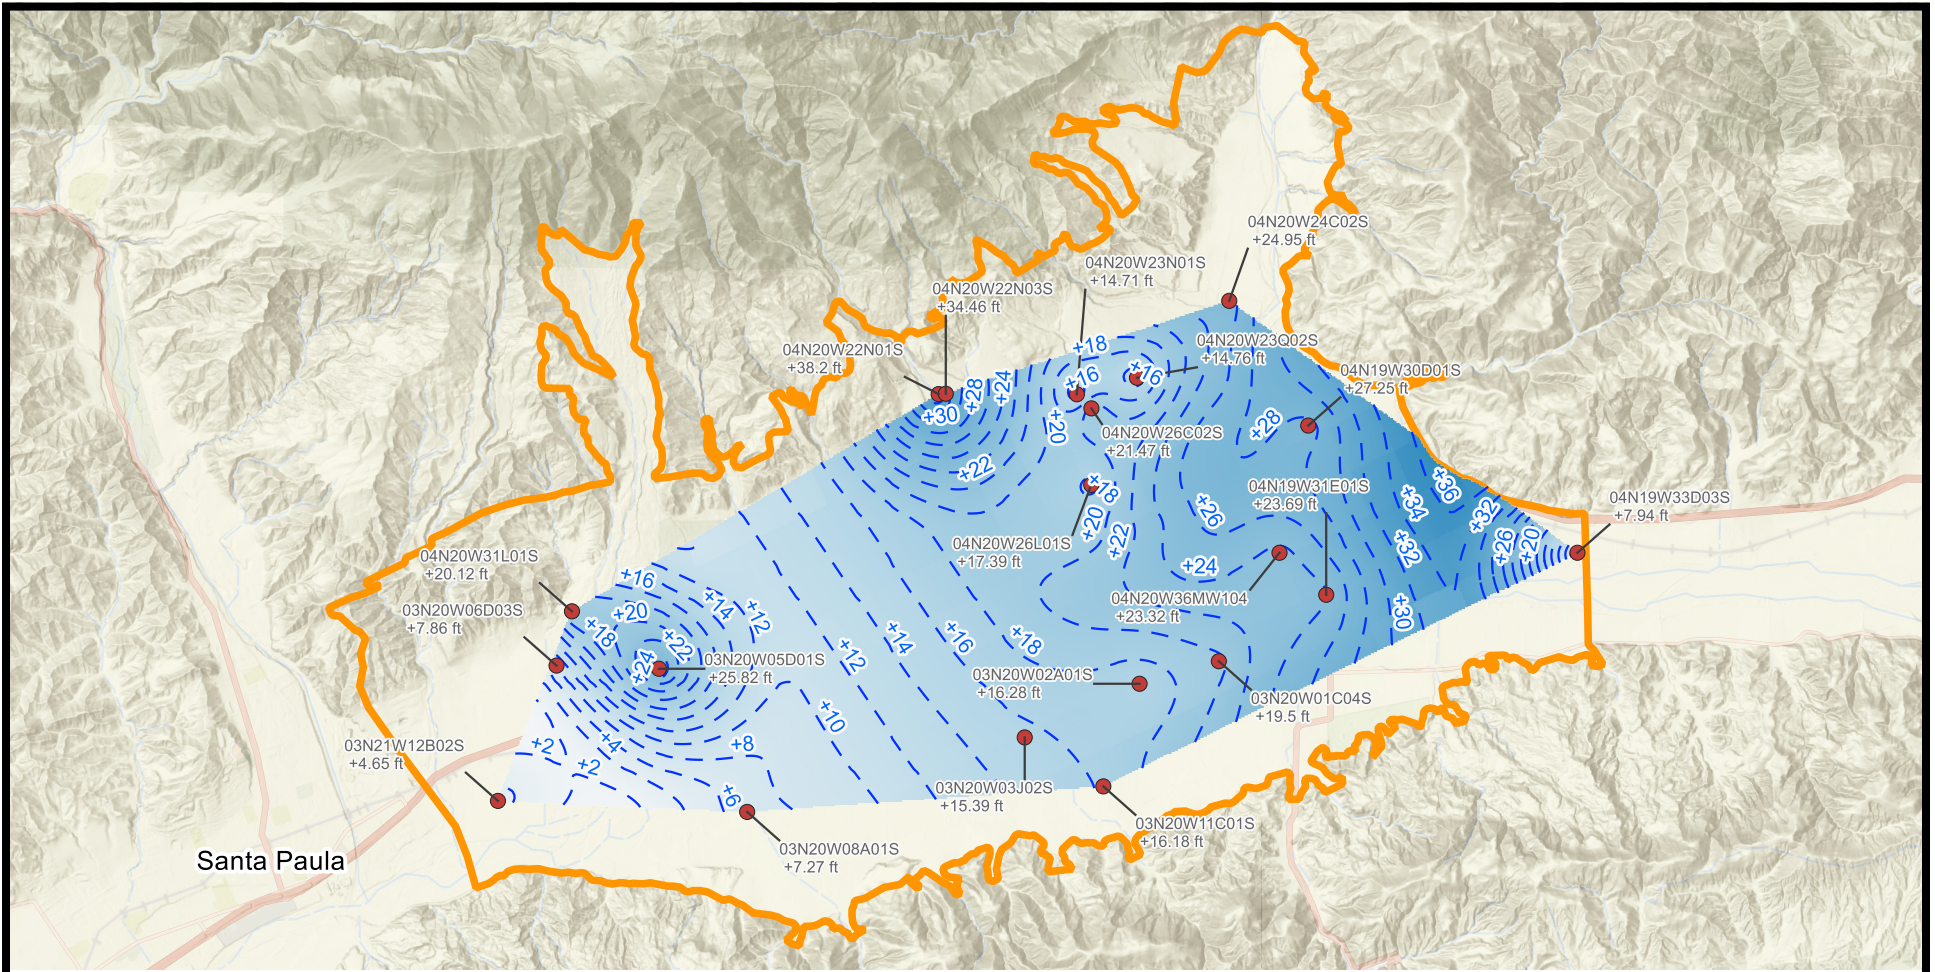 04N20W24C02S
+24.95 ft
04N20W23N01S
+14.71 ft
04N20W22N03S
+34.46 ft
04N20W23Q02S
+14.76 ft
04N20W22N01S
+38.2 ft
04N19W30D01S
+27.25 ft
+18
+16
+16
+28
+24
+30
+20
+28
04N20W26C02S
+21.47 ft
+22
+18
04N19W31E01S
+23.69 ft
+36
+34
04N19W33D03S
+7.94 ft
+26
+32
+20
+22
+32
+26
+20
04N20W26L01S
+17.39 ft
04N20W31L01S
+20.12 ft
+24
+16
+14
+12
+20
+18
03N20W06D03S
+7.86 ft
04N20W36MW104
+23.32 ft
+30
+22
+24
+12
+14
+16
+18
03N20W05D01S
+25.82 ft
03N20W02A01S
+16.28 ft
03N20W01C04S
+19.5 ft
+10
03N21W12B02S
+4.65 ft
+2
+4
+8
+2
+6
03N20W03J02S
+15.39 ft
03N20W11C01S
+16.18 ft
03N20W08A01S
+7.27 ft
Santa Paula